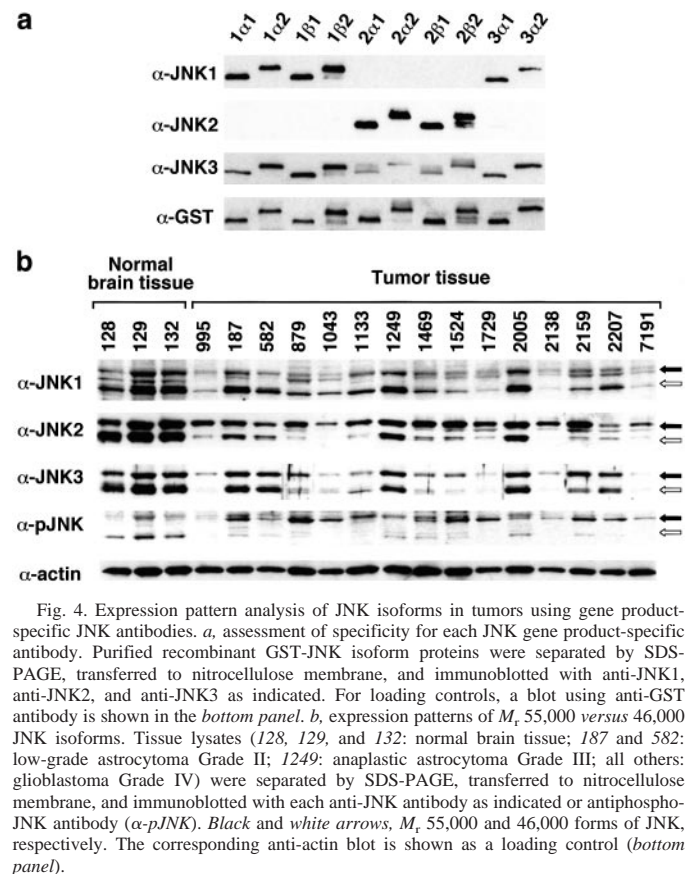 a
1α1 1α2 1β1 1β2 2α1 2α2 2β1 2β2 3α1 3α2
α-JNK1
α-JNK2
α-JNK3
α-GST
b
Normal
brain tissue
Tumor tissue
128 129 132 995 187 582 879 1043 1133 1249 1469 1524 1729 2005 2138 2159 2207 7191
α-JNK1
α-JNK2
α-JNK3
α-pJNK
α-actin
Fig. 4. Expression pattern analysis of JNK isoforms in tumors using gene product-
specific JNK antibodies. a, assessment of specificity for each JNK gene product-specific
antibody. Purified recombinant GST-JNK isoform proteins were separated by SDS-
PAGE, transferred to nitrocellulose membrane, and immunoblotted with anti-JNK1,
anti-JNK2, and anti-JNK3 as indicated. For loading controls, a blot using anti-GST
antibody is shown in the bottom panel. b, expression patterns of Mr 55,000 versus 46,000
JNK isoforms. Tissue lysates (128, 129, and 132: normal brain tissue; 187 and 582:
low-grade astrocytoma Grade II; 1249: anaplastic astrocytoma Grade III; all others:
glioblastoma Grade IV) were separated by SDS-PAGE, transferred to nitrocellulose
membrane, and immunoblotted with each anti-JNK antibody as indicated or antiphospho-
JNK antibody (α-pJNK). Black and white arrows, Mr 55,000 and 46,000 forms of JNK,
respectively. The corresponding anti-actin blot is shown as a loading control (bottom
panel).